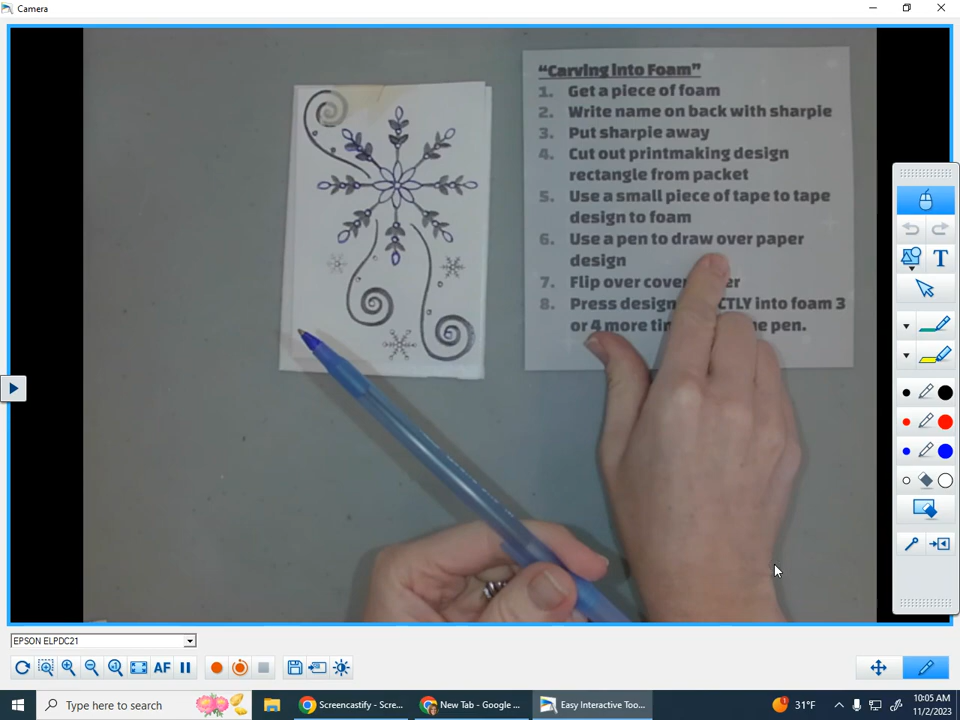 Camera
"Carving into Foam"
1. Get a piece of foam
2. Write name on back with sharpie
3. Put sharpie away
4. Cut out printmaking design
rectangle from packet
5. Use a small piece of tape to tape
design to foam
6. Use a pen to draw over paper
design
7. Flip over cover
8. Press design into foam 3
or 4 more pen.
T
EPSON ELPDC21
AF
Type here to search
Screencastify - Scre...
New Tab - Google ...
Easy Interactive Too...
31°F
10:05 AM
11/2/2023